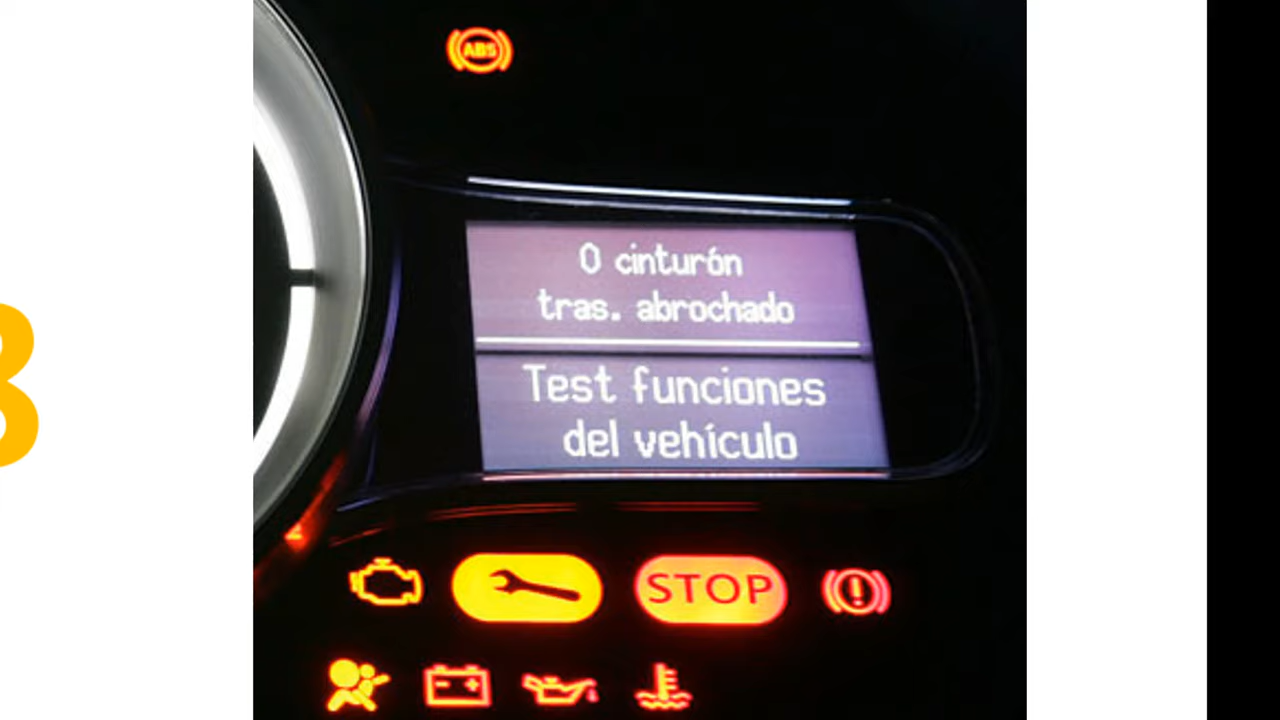 ABS
0 cinturón
tras. abrochado
Test funciones
del vehículo
STOP